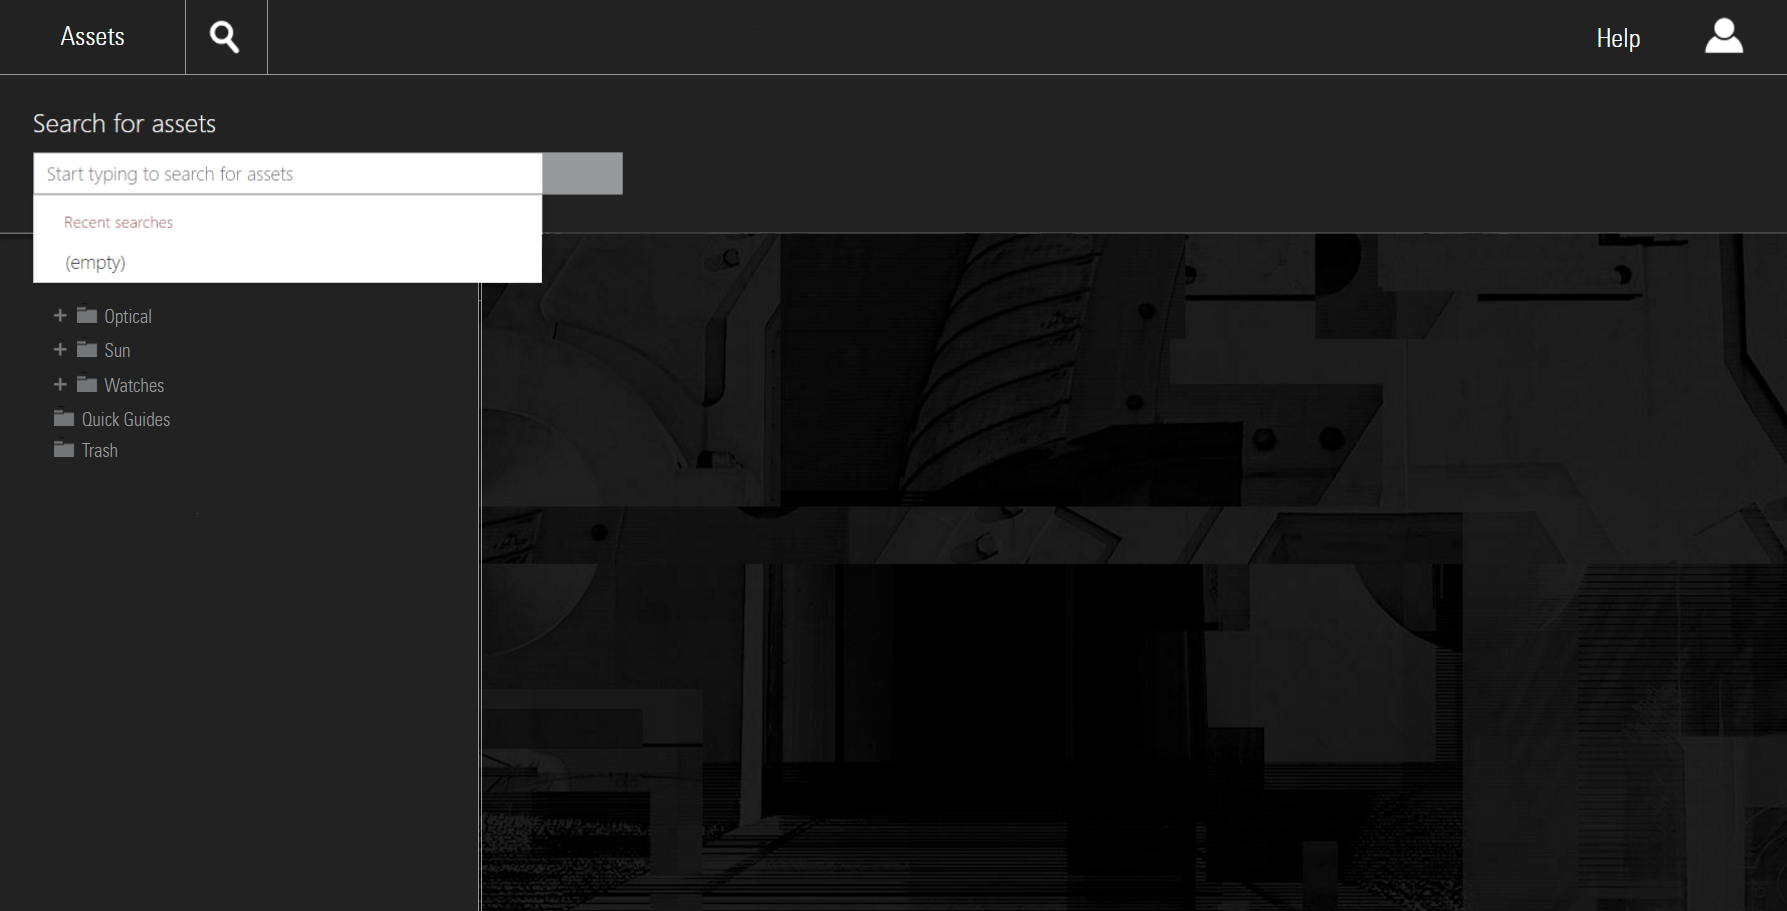 Assets
Help
Search for assets
Start typing to search for assets
Recent searches
(empty)
Optical
Sun
Watches
Quick Guides
Trash